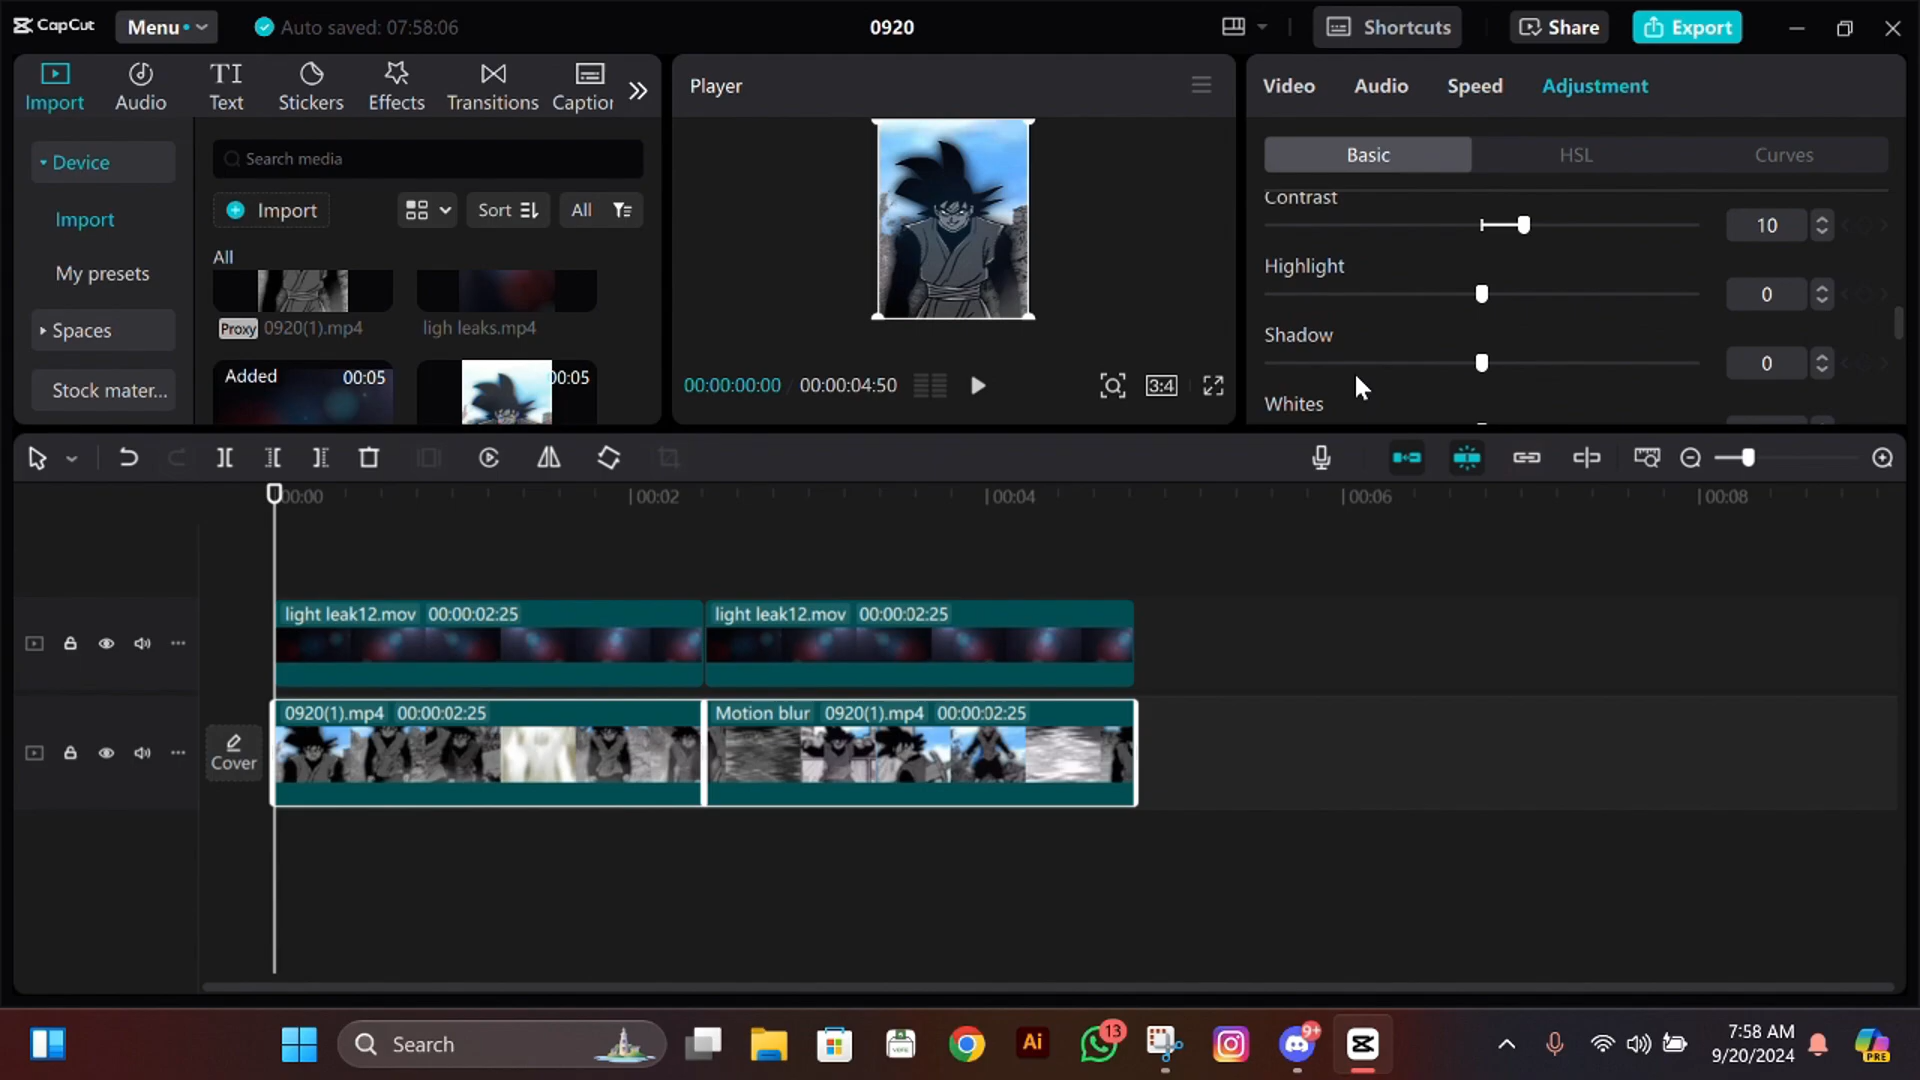 CapCut
Menu
Auto saved: 07:58:06
0920
Shortcuts
Share
Export
Import
Audio
Text
Stickers
Effects
Transitions
Captior
Device
Import
My presets
Spaces
Stock mater...
Search media
Import
Sort
All
All
Proxy 0920(1).mp4
ligh leaks.mp4
Added 00:05
00:05
Player
00:00:00:00 / 00:00:04:50
3:4
Video
Audio
Speed
Adjustment
Basic
HSL
Curves
Contrast
10
Highlight
0
Shadow
0
Whites
00:00
00:02
00:04
00:06
00:08
light leak12.mov 00:00:02:25
light leak12.mov 00:00:02:25
Cover
0920(1).mp4 00:00:02:25
Motion blur 0920(1).mp4 00:00:02:25
Search
Ai
13
9+
7:58 AM
9/20/2024
PRE